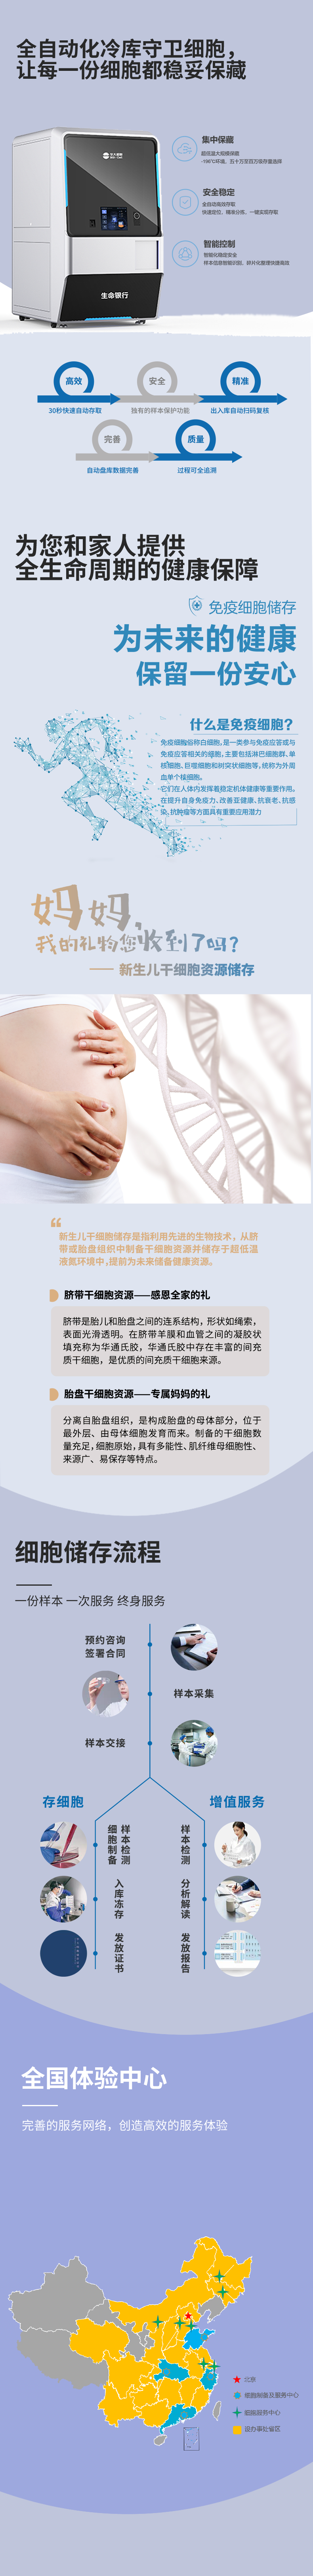 全自动化冷库守卫细胞，
让每一份细胞都稳妥保藏
集中保藏
超低温大规模保藏
-196℃环境，五十万至百万级存量选择
安全稳定
全自动高效存取
快速定位、精准分拣、一键实现存取
智能控制
智能化稳定安全
样本信息智能识别，碎片化整理快捷高效
生命银行
高效
安全
精准
30秒快速自动存取
独有的样本保护功能
出入库自动扫码复核
完善
质量
自动盘库数据完善
过程可全追溯
为您和家人提供
全生命周期的健康保障
免疫细胞储存
为未来的健康
保留一份安心
什么是免疫细胞?
免疫细胞俗称白细胞,是一类参与免疫应答或与
免疫应答相关的细胞,主要包括淋巴细胞群、单
核细胞、巨噬细胞和树突状细胞等,统称为外周
血单个核细胞。
它们在人体内发挥着稳定机体健康等重要作用。
在提升自身免疫力、改善亚健康、抗衰老、抗感
染、抗肿瘤等方面具有重要应用潜力
妈妈，
我的礼物您收到了吗?
—— 新生儿干细胞资源储存
新生儿干细胞储存是指利用先进的生物技术，从脐
带或胎盘组织中制备干细胞资源并储存于超低温
液氮环境中,提前为未来储备健康资源。
脐带干细胞资源——感恩全家的礼
脐带是胎儿和胎盘之间的连系结构，形状如绳索，
表面光滑透明。在脐带羊膜和血管之间的凝胶状
填充称为华通氏胶，华通氏胶中存在丰富的间充
质干细胞，是优质的间充质干细胞来源。
胎盘干细胞资源——专属妈妈的礼
分离自胎盘组织，是构成胎盘的母体部分，位于
最外层、由母体细胞发育而来。制备的干细胞数
量充足，细胞原始，具有多能性、肌纤维母细胞性、
来源广、易保存等特点。
细胞储存流程
一份样本 一次服务 终身服务
预约咨询
签署合同
样本采集
样本交接
存细胞
增值服务
样本检测
细胞制备
样本检测
入库冻存
分析解读
发放证书
发放报告
全国体验中心
完善的服务网络，创造高效的服务体验
北京
细胞制备及服务中心
细胞服务中心
设办事处省区